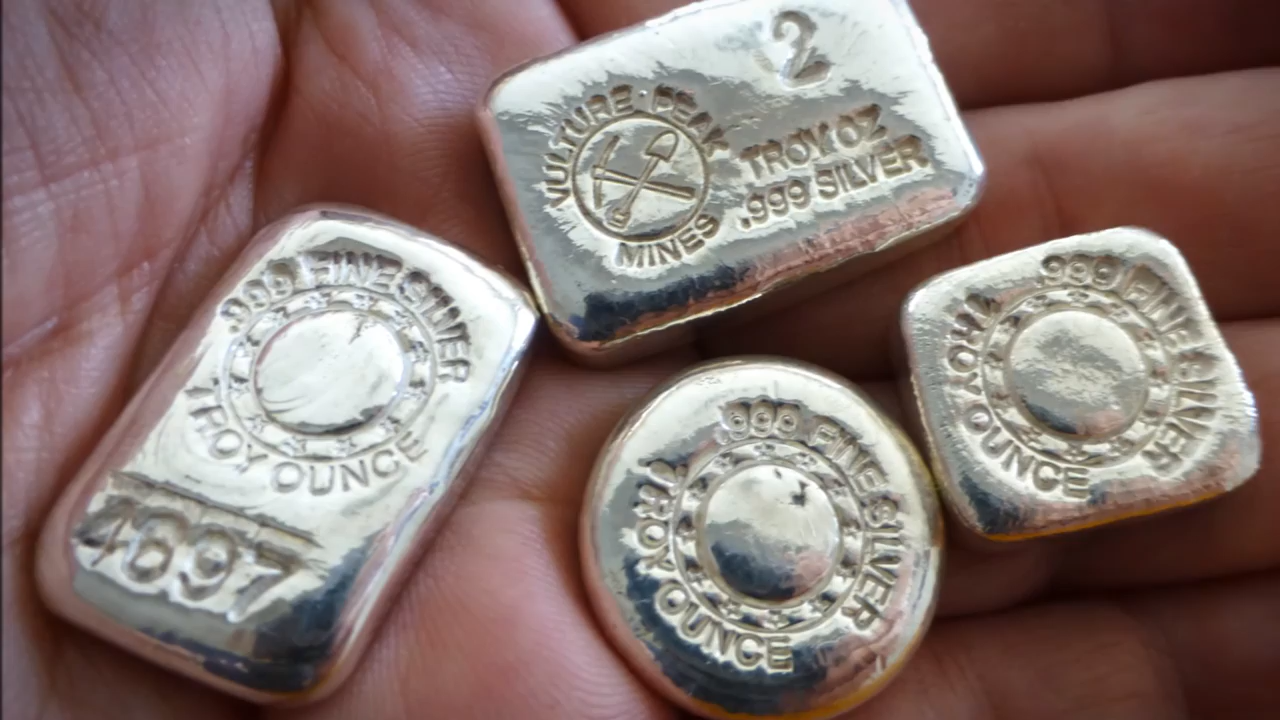 2
VULTURE · PEAK
MINES
TROY OZ
.999 SILVER
.999 FINE SILVER
TROY OUNCE
4697
.999 FINE SILVER
TROY OUNCE
.999 FINE SILVER
TROY OUNCE